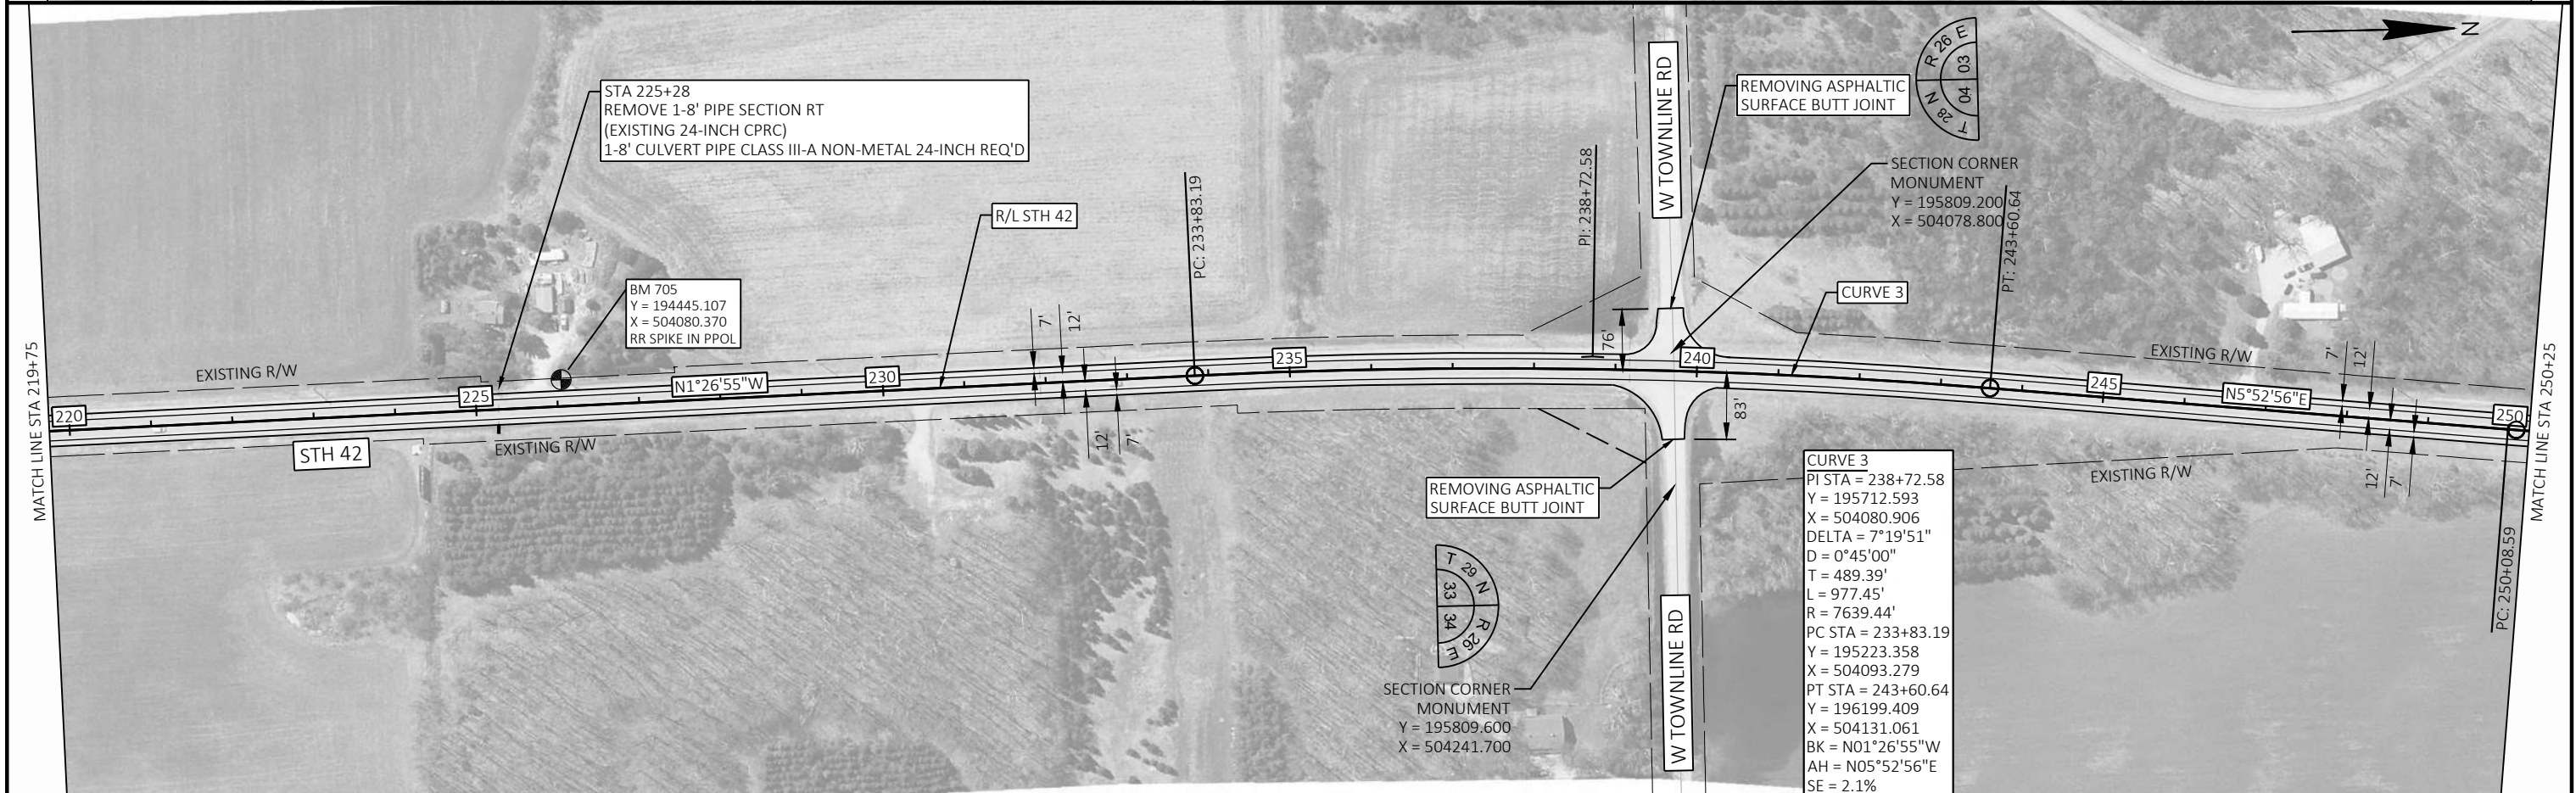 N
STA 225+28
REMOVE 1-8' PIPE SECTION RT
(EXISTING 24-INCH CPRC)
1-8' CULVERT PIPE CLASS III-A NON-METAL 24-INCH REQ'D
BM 705
Y = 194445.107
X = 504080.370
RR SPIKE IN PPOL
R/L STH 42
PC: 233+83.19
PI: 238+72.58
W TOWNLINE RD
REMOVING ASPHALTIC
SURFACE BUTT JOINT
R 26 E
04 03
T 28 N
SECTION CORNER
MONUMENT
Y = 195809.200
X = 504078.800
PT: 243+60.64
CURVE 3
MATCH LINE STA 219+75
EXISTING R/W
220
225
N1°26'55"W
230
235
240
245
N5°52'56"E
250
7'
12'
12'
7'
76'
83'
EXISTING R/W
7'
12'
12'
7'
STH 42
EXISTING R/W
EXISTING R/W
MATCH LINE STA 250+25
PC: 250+08.59
REMOVING ASPHALTIC
SURFACE BUTT JOINT
T 29 N
33 34
R 26 E
SECTION CORNER
MONUMENT
Y = 195809.600
X = 504241.700
W TOWNLINE RD
CURVE 3
PI STA = 238+72.58
Y = 195712.593
X = 504080.906
DELTA = 7°19'51"
D = 0°45'00"
T = 489.39'
L = 977.45'
R = 7639.44'
PC STA = 233+83.19
Y = 195223.358
X = 504093.279
PT STA = 243+60.64
Y = 196199.409
X = 504131.061
BK = N01°26'55"W
AH = N05°52'56"E
SE = 2.1%